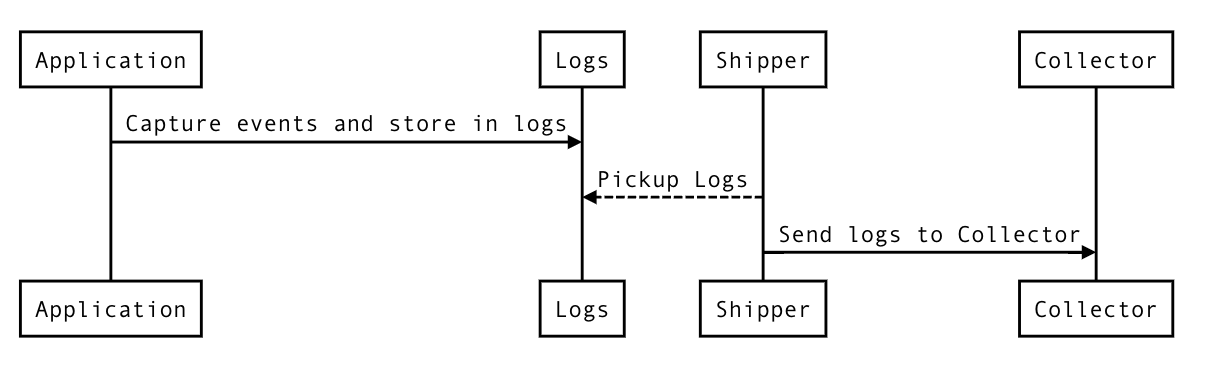 Application
Logs
Shipper
Collector
Capture events and store in logs
Pickup Logs
Send logs to Collector
Application
Logs
Shipper
Collector